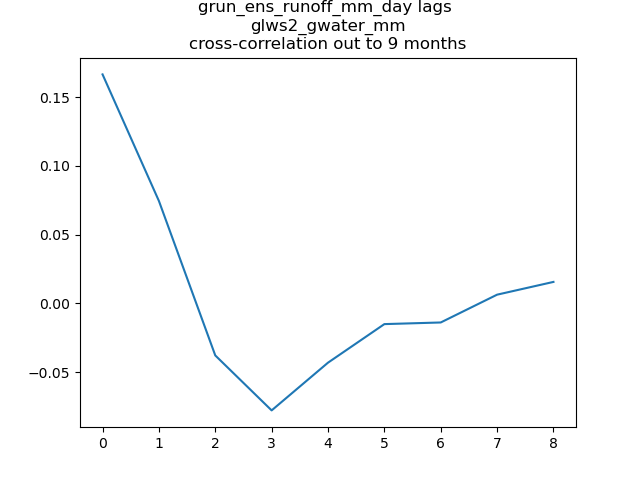 grun_ens_runoff_mm_day lags
glws2_gwater_mm
cross-correlation out to 9 months
0.15
0.10
0.05
0.00
−0.05
0 1 2 3 4 5 6 7 8